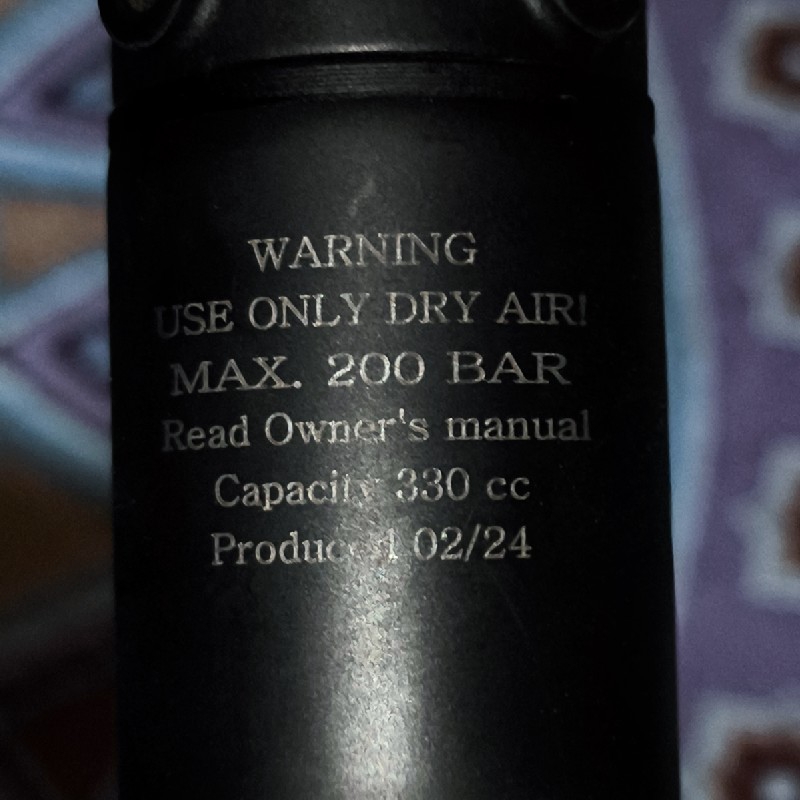 WARNING
USE ONLY DRY AIR!
MAX. 200 BAR
Read Owner's manual
Capacity 330 cc
Produced 02/24